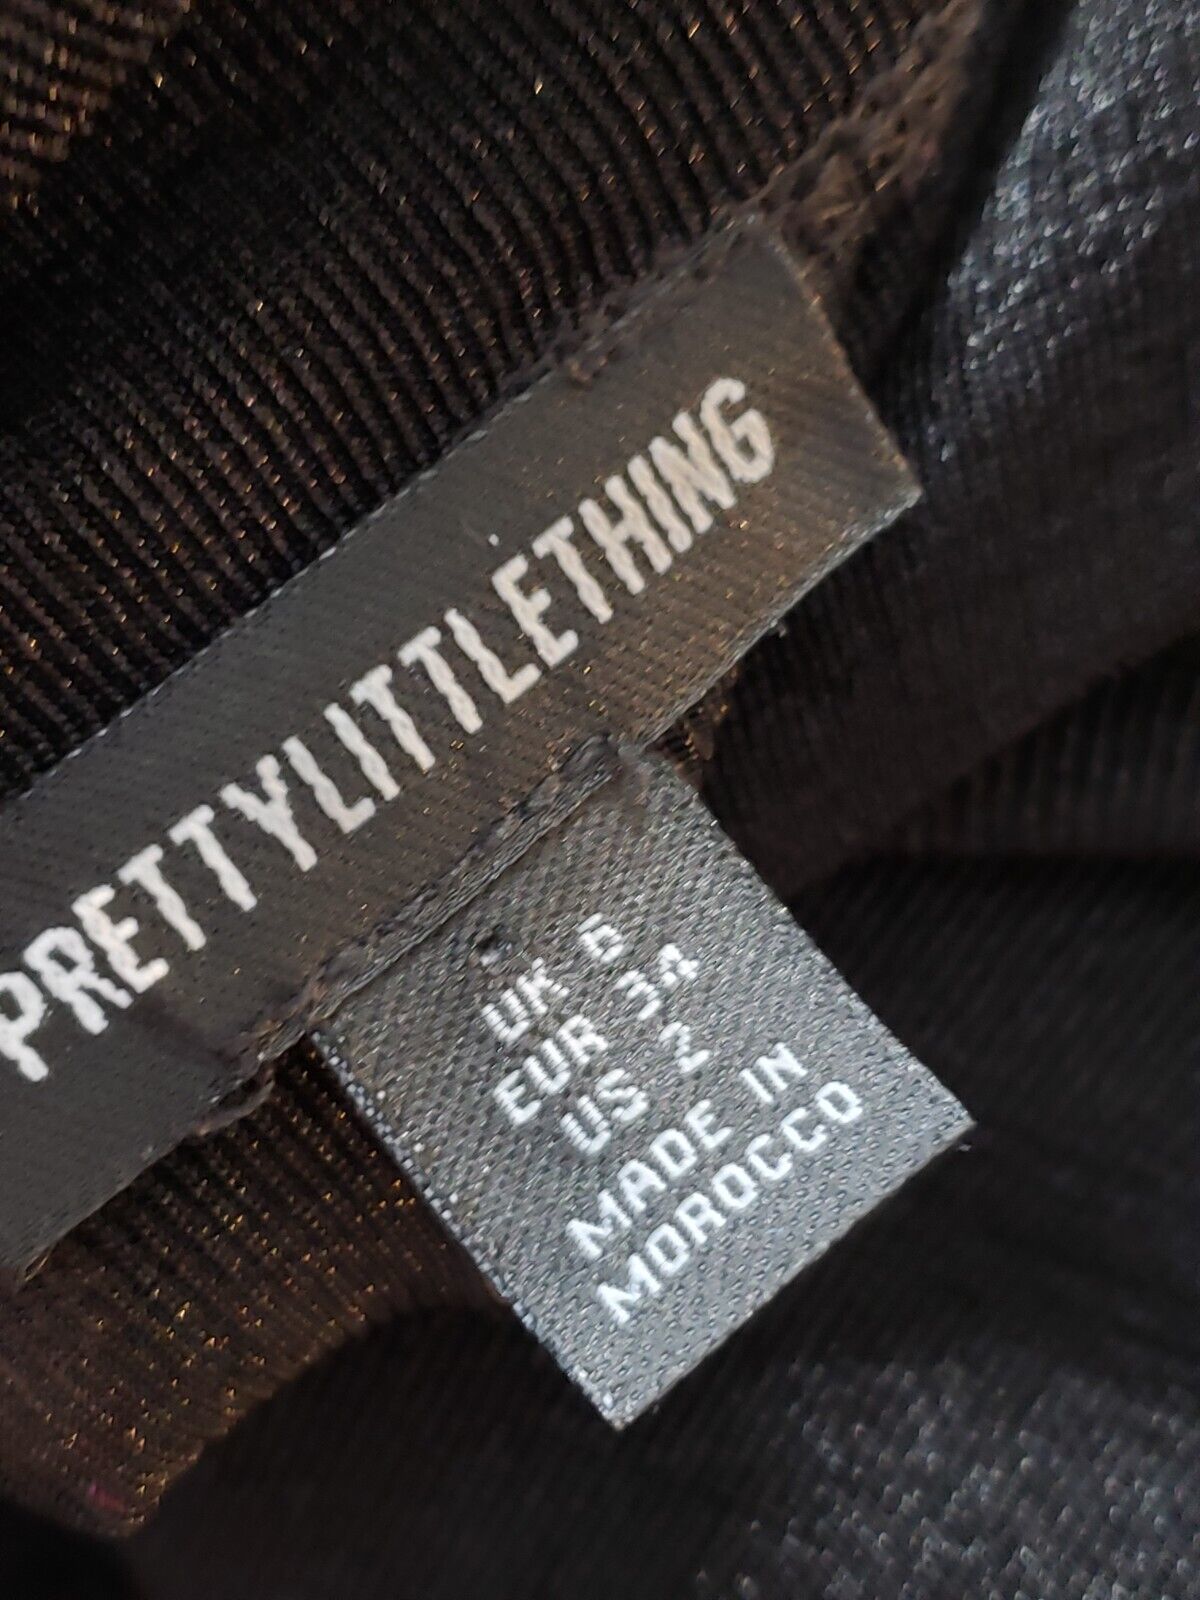 PRETTYLITTLETHING
UK 6
EUR 34
US 2
MADE IN
MOROCCO